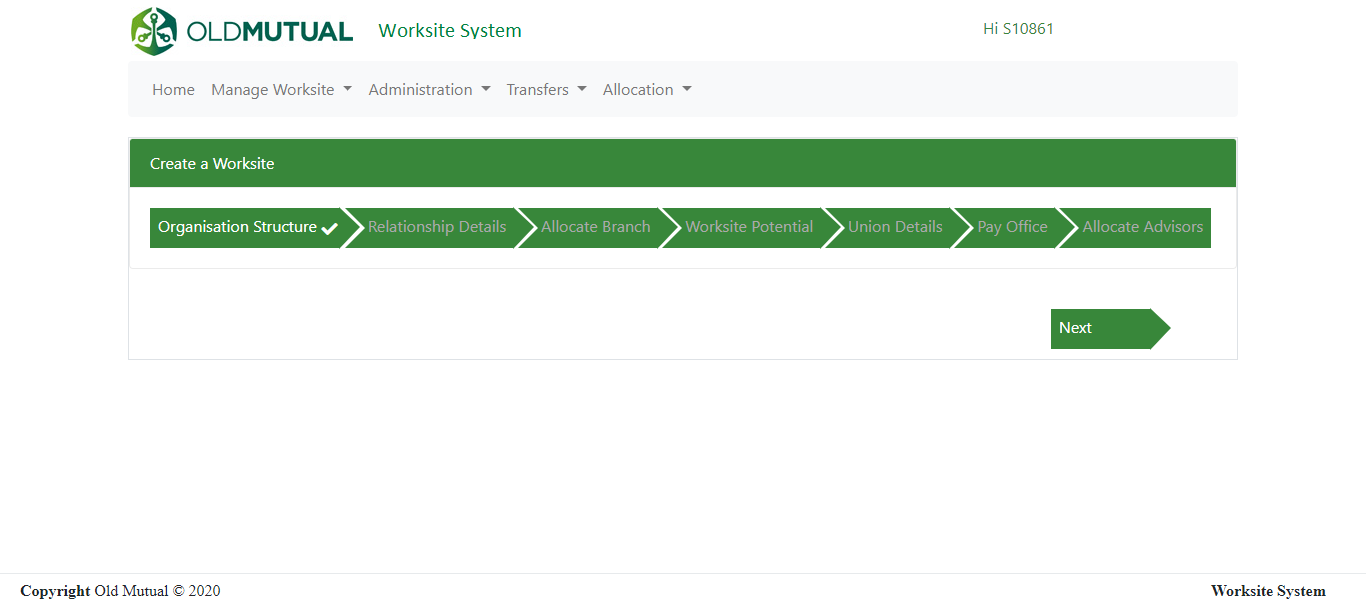 OLDMUTUAL Worksite System Hi S10861
Home Manage Worksite Administration Transfers Allocation
Create a Worksite
Organisation Structure Relationship Details Allocate Branch Worksite Potential Union Details Pay Office Allocate Advisors
Next
Copyright Old Mutual © 2020 Worksite System